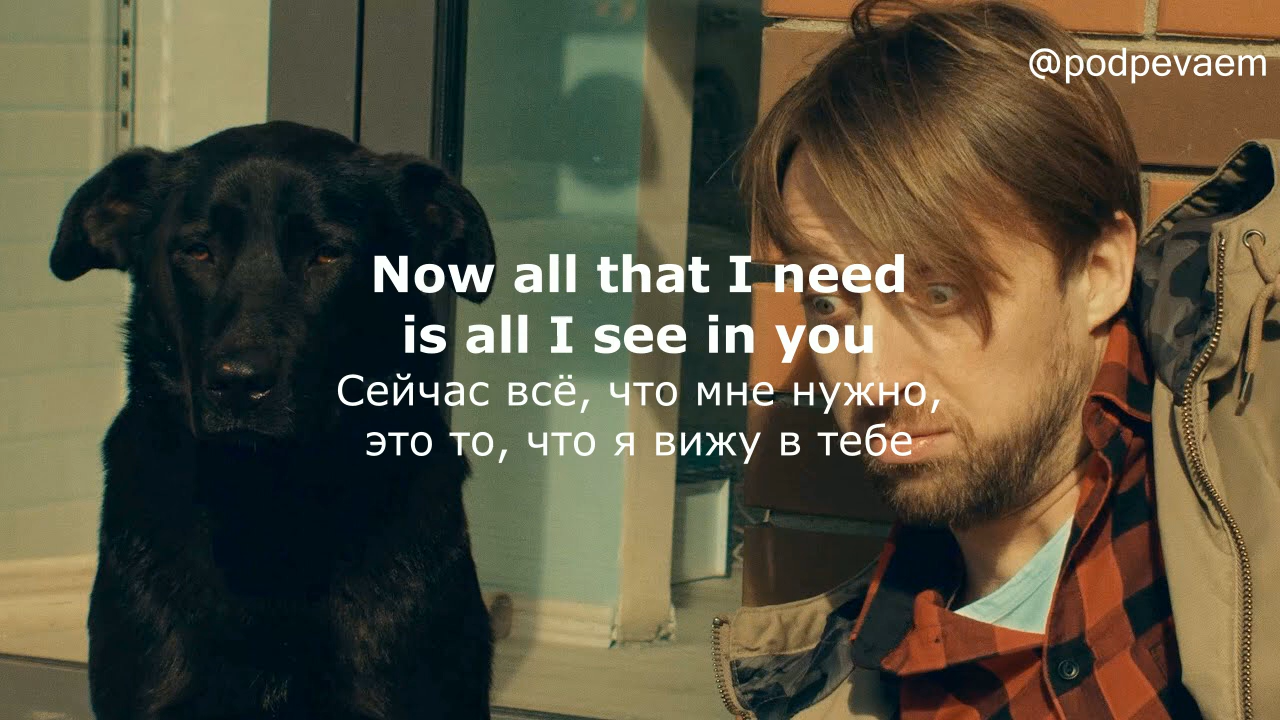 @podpevaem
Now all that I need
is all I see in you
Сейчас всё, что мне нужно,
это то, что я вижу в тебе